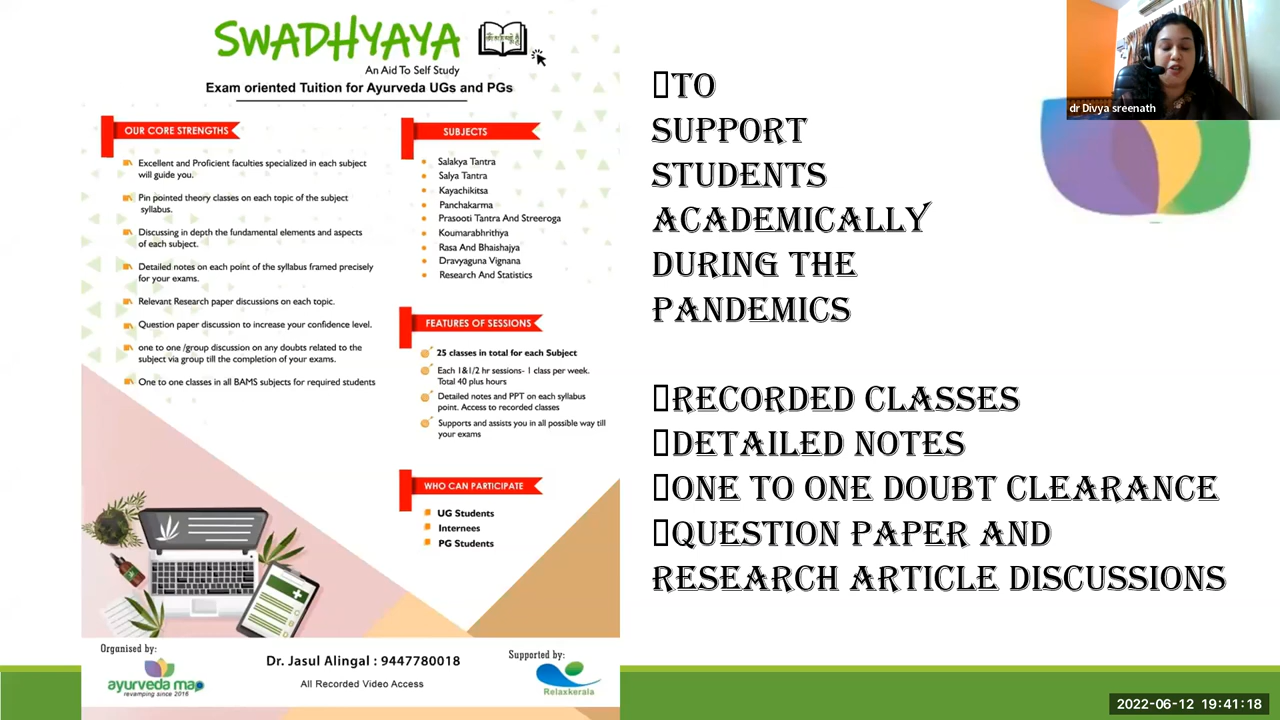 SWADHYAYA
An Aid To Self Study
Exam oriented Tuition for Ayurveda UGs and PGs
OUR CORE STRENGTHS
Excellent and Proficient faculties specialized in each subject
will guide you.
Pin pointed theory classes on each topic of the subject
syllabus.
Discussing in depth the fundamental elements and aspects
of each subject.
Detailed notes on each point of the syllabus framed precisely
for your exams.
Relevant Research paper discussions on each topic.
Question paper discussion to increase your confidence level.
one to one /group discussion on any doubts related to the
subject via group till the completion of your exams.
One to one classes in all BAMS subjects for required students
SUBJECTS
Salakya Tantra
Salya Tantra
Kayachikitsa
Panchakarma
Prasooti Tantra And Streeroga
Koumarabhrithya
Rasa And Bhaishajya
Dravyaguna Vignana
Research And Statistics
FEATURES OF SESSIONS
25 classes in total for each Subject
Each 1&1/2 hr sessions- 1 class per week.
Total 40 plus hours
Detailed notes and PPT on each syllabus
point. Access to recorded classes
Supports and assists you in all possible way till
your exams
WHO CAN PARTICIPATE
UG Students
Internees
PG Students
Organised by:
ayurveda map
revamping since 2016
Dr. Jasul Alingal : 9447780018
All Recorded Video Access
Supported by:
Relaxkerala
TO
SUPPORT
STUDENTS
ACADEMICALLY
DURING THE
PANDEMICS
RECORDED CLASSES
DETAILED NOTES
ONE TO ONE DOUBT CLEARANCE
QUESTION PAPER AND
RESEARCH ARTICLE DISCUSSIONS
dr Divya sreenath
2022-06-12 19:41:18